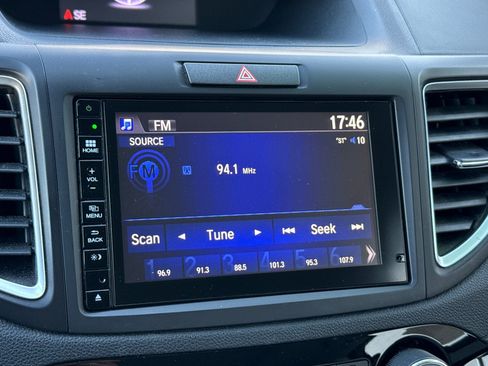 SE
17:46
FM
SOURCE
"ST" 10
FM
94.1 MHz
HOME
+
VOL
−
MENU
BACK
Scan Tune Seek
1 96.9 2 91.3 3 88.5 4 101.3 5 95.3 6 107.9